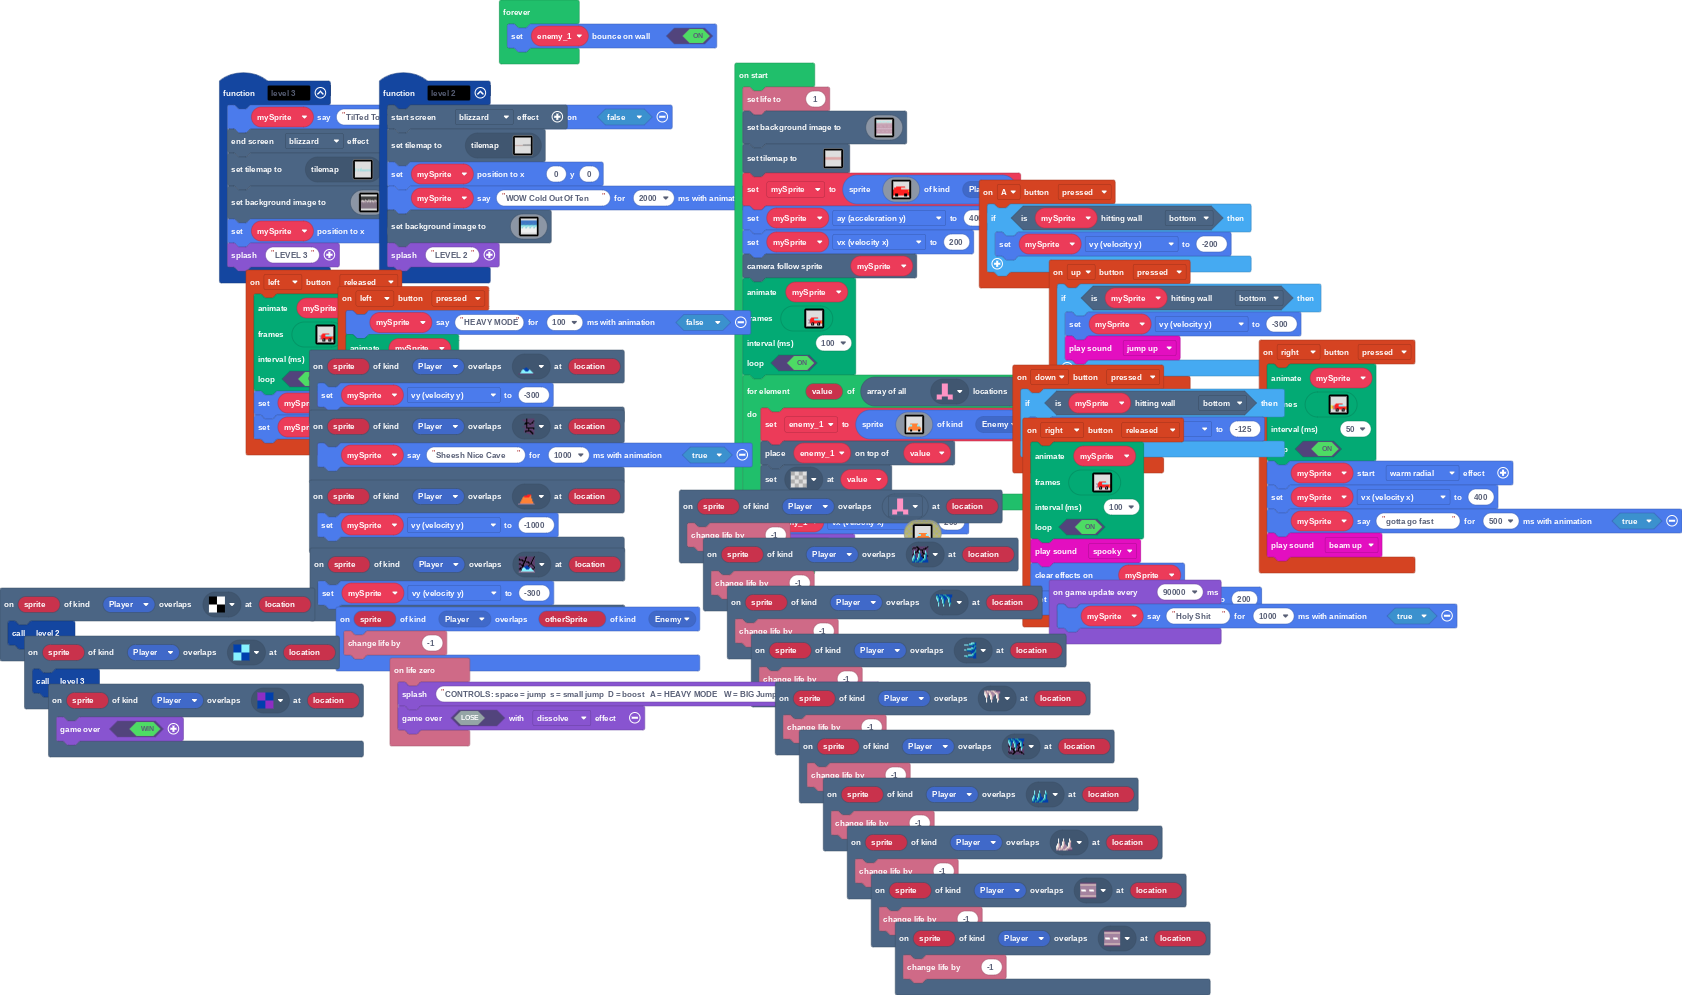 forever
set enemy_1 bounce on wall ON
function level 3
mySprite say "TilTed To
end screen blizzard effect
set tilemap to tilemap
set background image to
set mySprite position to x
splash "LEVEL 3"
function level 2
start screen blizzard effect
on false
set tilemap to tilemap
set mySprite position to x 0 y 0
mySprite say "WOW Cold Out Of Ten" for 2000 ms with animat
set background image to
splash "LEVEL 2"
on start
set life to 1
set background image to
set tilemap to
set mySprite to sprite of kind Pla
set mySprite ay (acceleration y) to 40
set mySprite vx (velocity x) to 200
camera follow sprite mySprite
animate mySprite
frames
interval (ms) 100
loop ON
for element value of array of all locations
do
set enemy_1 to sprite of kind Enemy
place enemy_1 on top of value
set at value
on A button pressed
if is mySprite hitting wall bottom then
set mySprite vy (velocity y) to -200
on up button pressed
if is mySprite hitting wall bottom then
set mySprite vy (velocity y) to -300
play sound jump up
on down button pressed
if is mySprite hitting wall bottom then
to -125
on right button pressed
animate mySprite
interval (ms) 50
ON
mySprite start warm radial effect
set mySprite vx (velocity x) to 400
mySprite say "gotta go fast" for 500 ms with animation true
play sound beam up
on right button released
animate mySprite
frames
interval (ms) 100
loop ON
play sound spooky
clear effects on mySprite
200
on game update every 90000 ms
mySprite say "Holy Shit" for 1000 ms with animation true
on left button released
animate mySprite
frames
interval (ms)
loop
set mySpr
set mySpr
on left button pressed
mySprite say "HEAVY MODE" for 100 ms with animation false
animate mySprite
on sprite of kind Player overlaps at location
set mySprite vy (velocity y) to -300
on sprite of kind Player overlaps at location
mySprite say "Sheesh Nice Cave" for 1000 ms with animation true
on sprite of kind Player overlaps at location
set mySprite vy (velocity y) to -1000
on sprite of kind Player overlaps at location
set mySprite vy (velocity y) to -300
on sprite of kind Player overlaps otherSprite of kind Enemy
change life by -1
on life zero
splash "CONTROLS: space = jump s = small jump D = boost A = HEAVY MODE W = BIG Jump
game over LOSE with dissolve effect
on sprite of kind Player overlaps at location
call level 2
on sprite of kind Player overlaps at location
call level 3
on sprite of kind Player overlaps at location
game over WIN
on sprite of kind Player overlaps at location
change life by -1
on sprite of kind Player overlaps at location
change life by -1
on sprite of kind Player overlaps at location
change life by -1
on sprite of kind Player overlaps at location
change life by -1
on sprite of kind Player overlaps at location
change life by -1
on sprite of kind Player overlaps at location
change life by -1
on sprite of kind Player overlaps at location
change life by -1
on sprite of kind Player overlaps at location
change life by -1
on sprite of kind Player overlaps at location
change life by -1
on sprite of kind Player overlaps at location
change life by -1